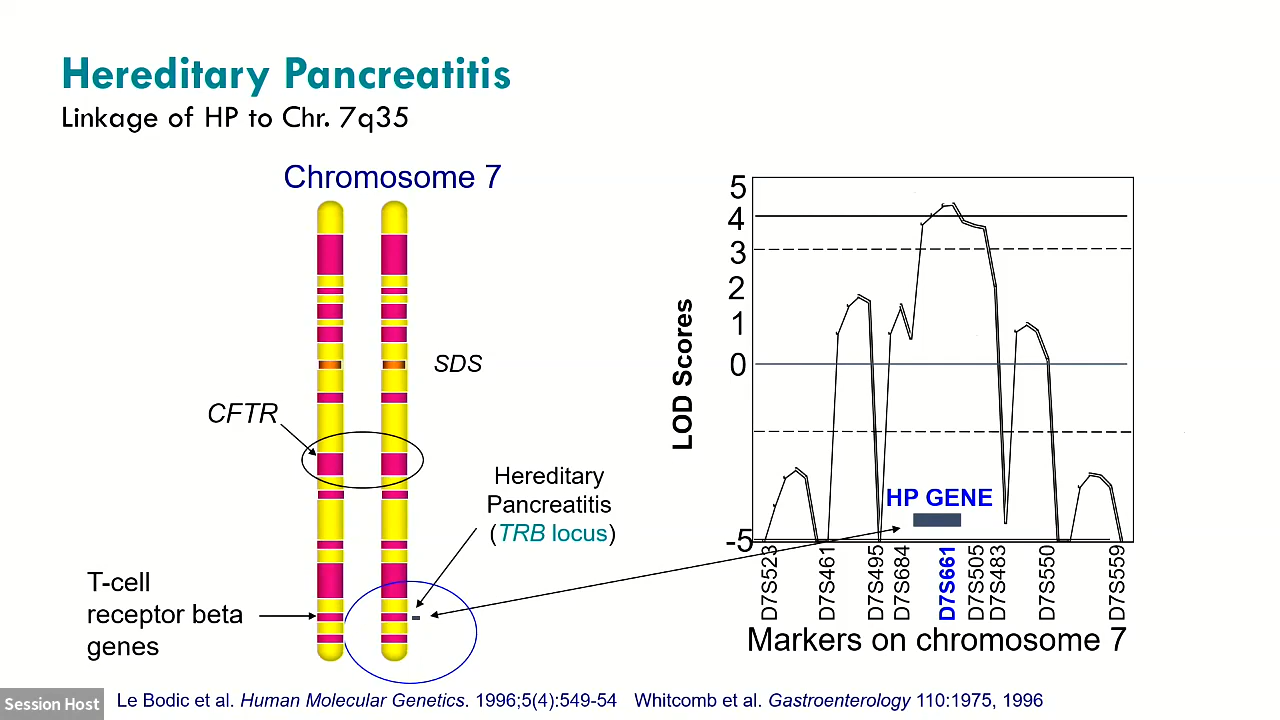 Hereditary Pancreatitis
Linkage of HP to Chr. 7q35
Chromosome 7
SDS
CFTR
Hereditary
Pancreatitis
(TRB locus)
T-cell
receptor beta
genes
5
4
3
2
1
0
-5
LOD Scores
HP GENE
D7S523
D7S461
D7S495
D7S684
D7S661
D7S505
D7S483
D7S550
D7S559
Markers on chromosome 7
Session Host
Le Bodic et al. Human Molecular Genetics. 1996;5(4):549-54 Whitcomb et al. Gastroenterology 110:1975, 1996